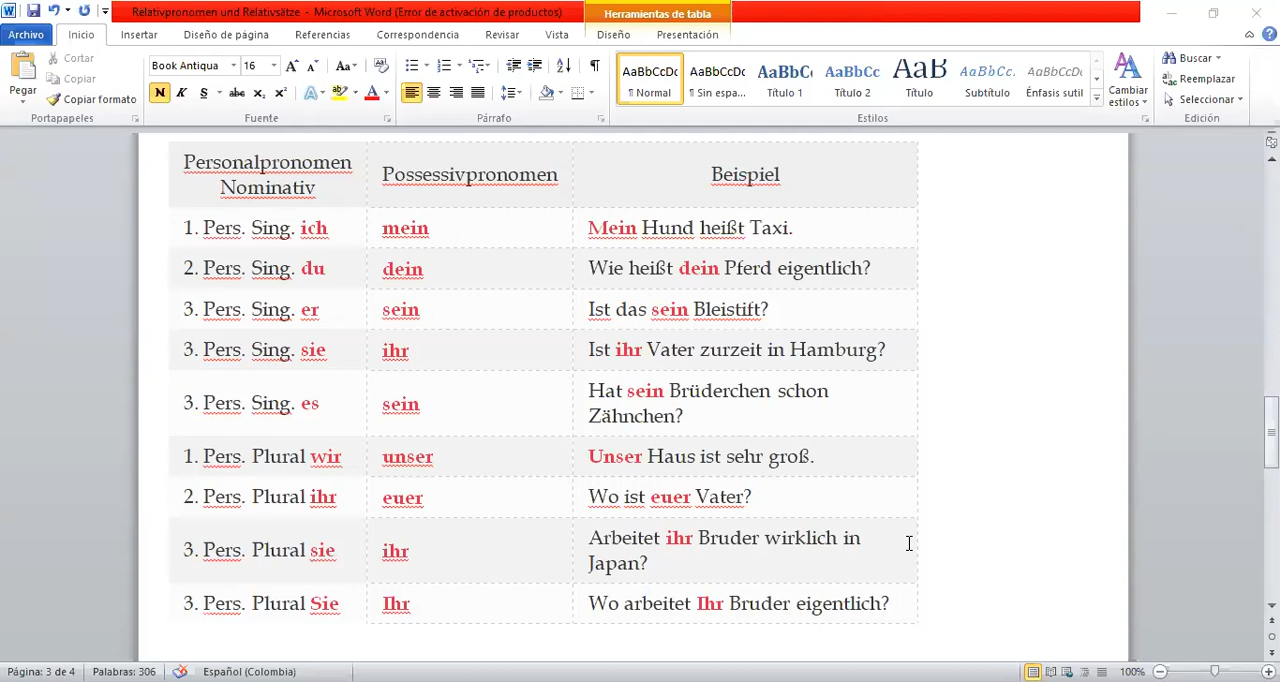 Relativpronomen und Relativsätze - Microsoft Word (Error de activación de productos)
Herramientas de tabla
Archivo Inicio Insertar Diseño de página Referencias Correspondencia Revisar Vista Diseño Presentación
Pegar
Cortar
Copiar
Copiar formato
Portapapeles
Book Antiqua 16
N K S abc x₂ x²
Fuente
Párrafo
AaBbCcDc AaBbCcDc AaBbC AaBbCc AaB AaBbCc. AaBbCcDc
¶ Normal ¶ Sin espa... Título 1 Título 2 Título Subtítulo Énfasis sutil
Cambiar estilos
Estilos
Buscar
Reemplazar
Seleccionar
Edición
Personalpronomen Nominativ Possessivpronomen Beispiel
1. Pers. Sing. ich mein Mein Hund heißt Taxi.
2. Pers. Sing. du dein Wie heißt dein Pferd eigentlich?
3. Pers. Sing. er sein Ist das sein Bleistift?
3. Pers. Sing. sie ihr Ist ihr Vater zurzeit in Hamburg?
3. Pers. Sing. es sein Hat sein Brüderchen schon
Zähnchen?
1. Pers. Plural wir unser Unser Haus ist sehr groß.
2. Pers. Plural ihr euer Wo ist euer Vater?
3. Pers. Plural sie ihr Arbeitet ihr Bruder wirklich in
Japan?
3. Pers. Plural Sie Ihr Wo arbeitet Ihr Bruder eigentlich?
Página: 3 de 4 Palabras: 306 Español (Colombia) 100%